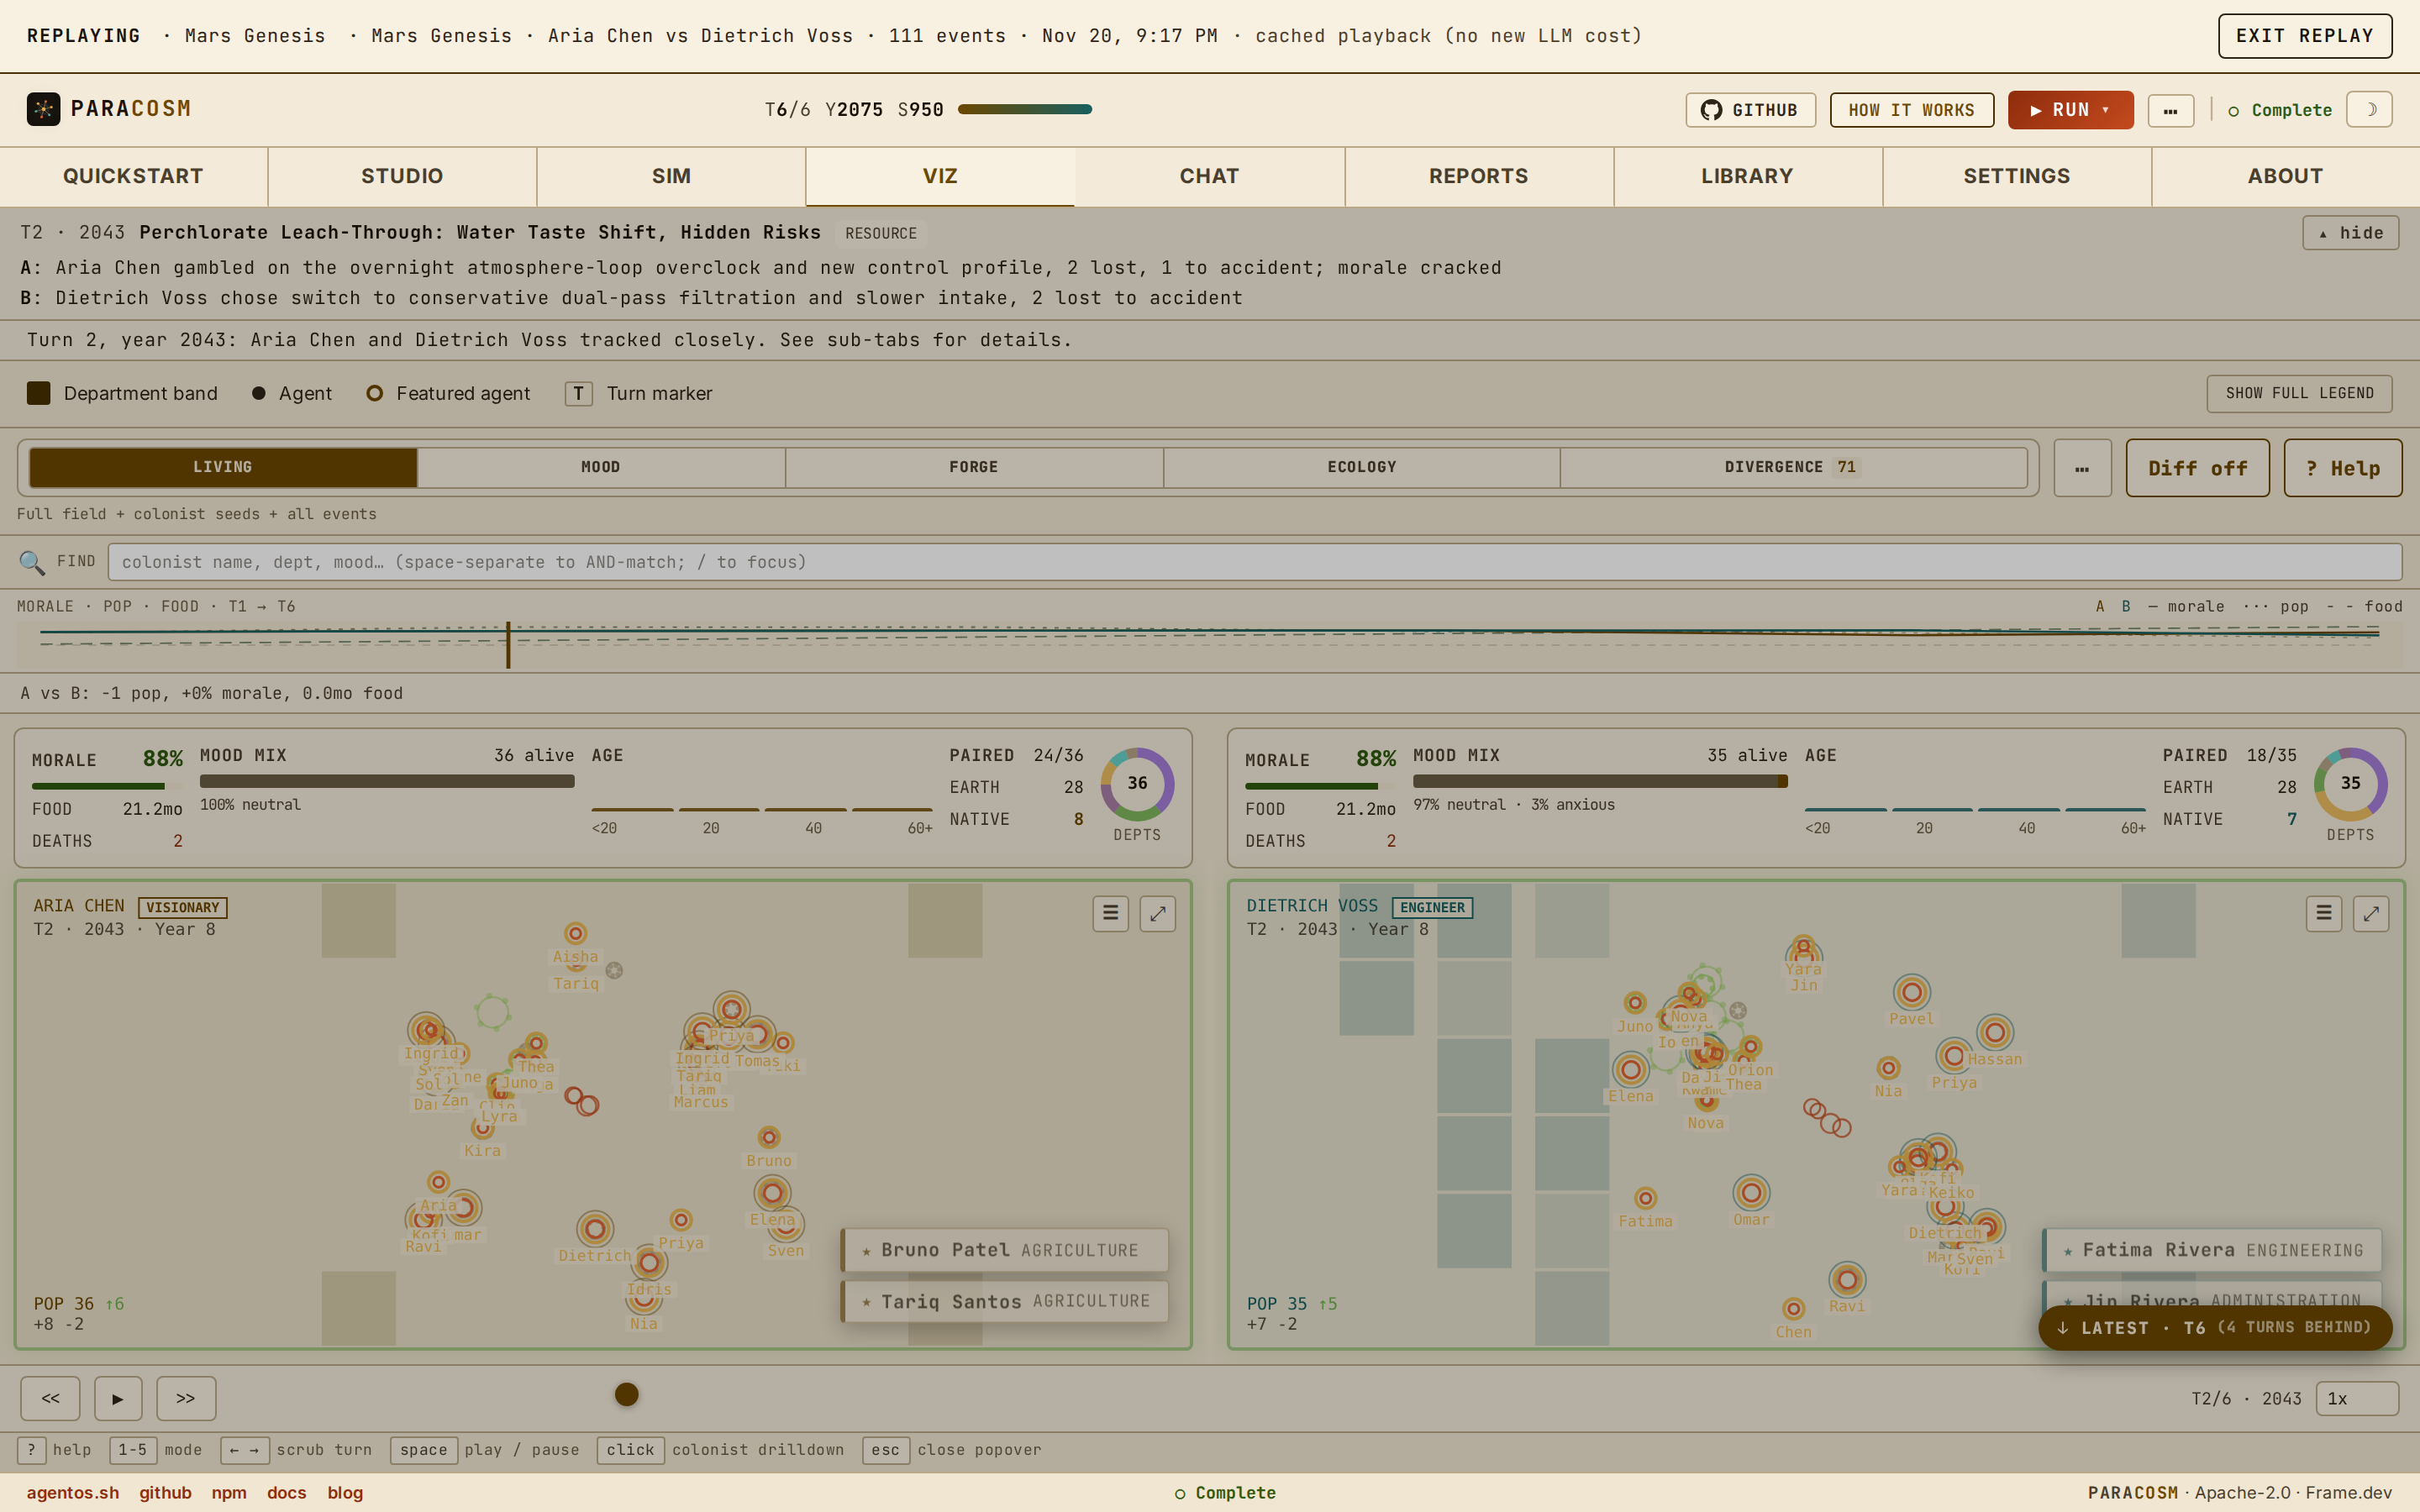 REPLAYING · Mars Genesis · Mars Genesis · Aria Chen vs Dietrich Voss · 111 events · Nov 20, 9:17 PM · cached playback (no new LLM cost)
EXIT REPLAY
PARACOSM
T6/6 Y2075 S950
GITHUB
HOW IT WORKS
▶ RUN ▾
…
○ Complete
QUICKSTART
STUDIO
SIM
VIZ
CHAT
REPORTS
LIBRARY
SETTINGS
ABOUT
T2 · 2043 Perchlorate Leach-Through: Water Taste Shift, Hidden Risks RESOURCE
▴ hide
A: Aria Chen gambled on the overnight atmosphere-loop overclock and new control profile, 2 lost, 1 to accident; morale cracked
B: Dietrich Voss chose switch to conservative dual-pass filtration and slower intake, 2 lost to accident
Turn 2, year 2043: Aria Chen and Dietrich Voss tracked closely. See sub-tabs for details.
Department band
Agent
Featured agent
T Turn marker
SHOW FULL LEGEND
LIVING
MOOD
FORGE
ECOLOGY
DIVERGENCE 71
…
Diff off
? Help
Full field + colonist seeds + all events
FIND
colonist name, dept, mood… (space-separate to AND-match; / to focus)
MORALE · POP · FOOD · T1 → T6
A B — morale ··· pop - - food
A vs B: -1 pop, +0% morale, 0.0mo food
MORALE 88%
FOOD 21.2mo
DEATHS 2
MOOD MIX 36 alive
100% neutral
AGE
<20 20 40 60+
PAIRED 24/36
EARTH 28
NATIVE 8
36
DEPTS
MORALE 88%
FOOD 21.2mo
DEATHS 2
MOOD MIX 35 alive
97% neutral · 3% anxious
AGE
<20 20 40 60+
PAIRED 18/35
EARTH 28
NATIVE 7
35
DEPTS
ARIA CHEN VISIONARY
T2 · 2043 · Year 8
Aisha
Tariq
Priya
Ingrid
Ingrid
Tomas
Thea
Tariq
Sol
Juno
Liam
Zan
Marcus
Lyra
Kira
Bruno
Aria
Elena
Kofi
Ravi
Priya
Sven
Dietrich
Idris
Nia
★ Bruno Patel AGRICULTURE
★ Tariq Santos AGRICULTURE
POP 36 ↑6
+8 -2
DIETRICH VOSS ENGINEER
T2 · 2043 · Year 8
Yara
Jin
Pavel
Nova
Juno
Hassan
Orion
Priya
Thea
Nia
Elena
Nova
Yara
Keiko
Fatima
Omar
Dietrich
Sven
Kofi
Ravi
Chen
★ Fatima Rivera ENGINEERING
★ Jin Rivera ADMINISTRATION
↓ LATEST · T6 (4 TURNS BEHIND)
POP 35 ↑5
+7 -2
<<
▶
>>
T2/6 · 2043
1x
? help 1-5 mode ← → scrub turn space play / pause click colonist drilldown esc close popover
agentos.sh github npm docs blog
○ Complete
PARACOSM · Apache-2.0 · Frame.dev